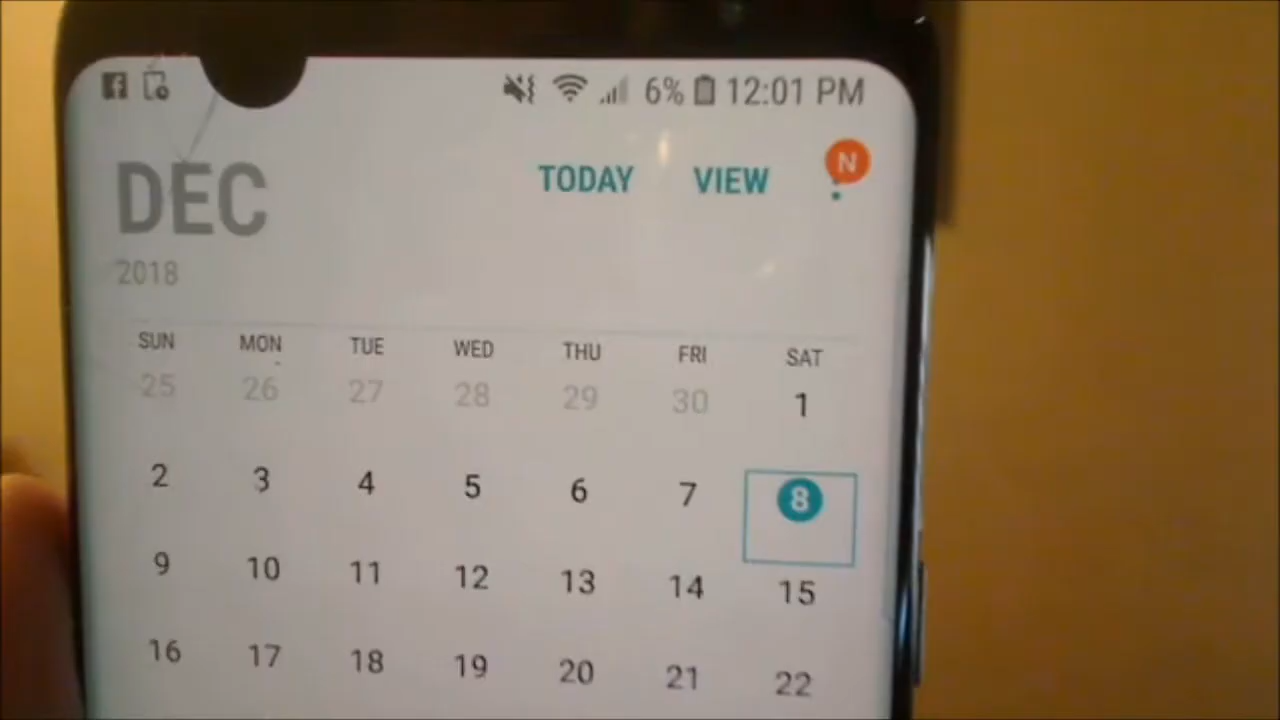 6% 12:01 PM
DEC TODAY VIEW N
2018
SUN MON TUE WED THU FRI SAT
25 26 27 28 29 30 1
2 3 4 5 6 7 8
9 10 11 12 13 14 15
16 17 18 19 20 21 22